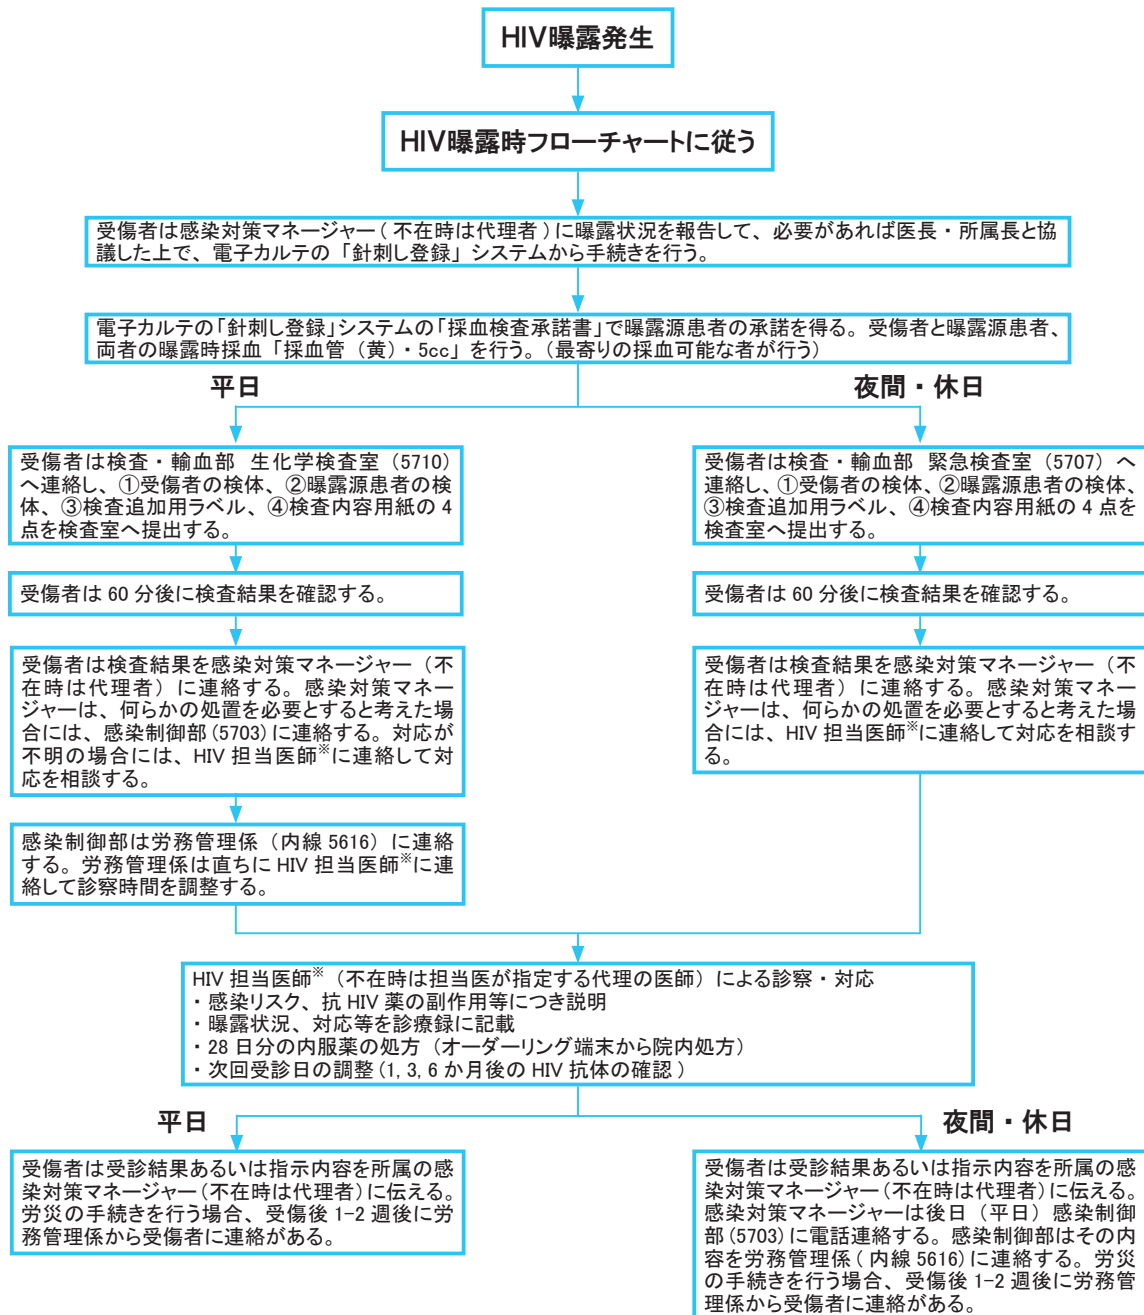 HIV曝露発生
HIV曝露時フローチャートに従う
受傷者は感染対策マネージャー(不在時は代理者)に曝露状況を報告して、必要があれば医長・所属長と協
議した上で、電子カルテの「針刺し登録」システムから手続きを行う。
電子カルテの「針刺し登録」システムの「採血検査承諾書」で曝露源患者の承諾を得る。受傷者と曝露源患者、
両者の曝露時採血「採血管（黄）・5cc」を行う。（最寄りの採血可能な者が行う）
平日
受傷者は検査・輸血部 生化学検査室（5710）
へ連絡し、①受傷者の検体、②曝露源患者の検
体、③検査追加用ラベル、④検査内容用紙の4
点を検査室へ提出する。
受傷者は60分後に検査結果を確認する。
受傷者は検査結果を感染対策マネージャー（不
在時は代理者）に連絡する。感染対策マネー
ジャーは、何らかの処置を必要とすると考えた場
合には、感染制御部(5703)に連絡する。対応が
不明の場合には、HIV担当医師※に連絡して対
応を相談する。
感染制御部は労務管理係（内線5616）に連絡
する。労務管理係は直ちにHIV担当医師※に連
絡して診察時間を調整する。
夜間・休日
受傷者は検査・輸血部 緊急検査室（5707）へ
連絡し、①受傷者の検体、②曝露源患者の検体、
③検査追加用ラベル、④検査内容用紙の4点を
検査室へ提出する。
受傷者は60分後に検査結果を確認する。
受傷者は検査結果を感染対策マネージャー（不
在時は代理者）に連絡する。感染対策マネー
ジャーは、何らかの処置を必要とすると考えた場
合には、HIV担当医師※に連絡して対応を相談す
る。
HIV担当医師※（不在時は担当医が指定する代理の医師）による診察・対応
・感染リスク、抗HIV薬の副作用等につき説明
・曝露状況、対応等を診療録に記載
・28日分の内服薬の処方（オーダーリング端末から院内処方）
・次回受診日の調整(1, 3, 6か月後のHIV抗体の確認)
平日
受傷者は受診結果あるいは指示内容を所属の感
染対策マネージャー(不在時は代理者)に伝える。
労災の手続きを行う場合、受傷後1-2週後に労
務管理係から受傷者に連絡がある。
夜間・休日
受傷者は受診結果あるいは指示内容を所属の感
染対策マネージャー(不在時は代理者)に伝える。
感染対策マネージャーは後日（平日）感染制御
部(5703)に電話連絡する。感染制御部はその内
容を労務管理係(内線5616)に連絡する。労災
の手続きを行う場合、受傷後1-2週後に労務管
理係から受傷者に連絡がある。